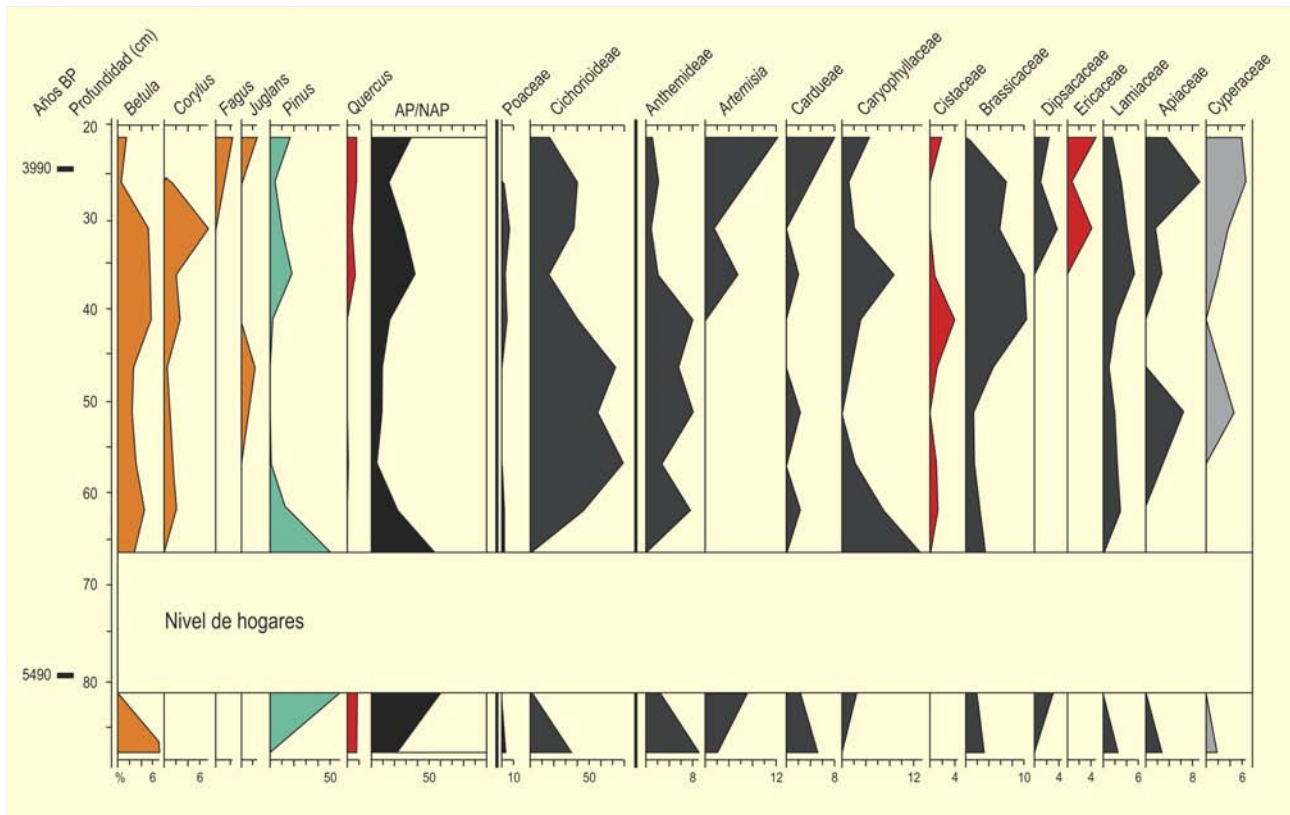 Años BP
Profundidad (cm)
Betula
Corylus
Fagus
Juglans
Pinus
Quercus
AP/NAP
Poaceae
Cichorioideae
Anthemideae
Artemisia
Cardueae
Caryophyllaceae
Cistaceae
Brassicaceae
Dipsacaceae
Ericaceae
Lamiaceae
Apiaceae
Cyperaceae
20
3990
30
40
50
60
70
Nivel de hogares
5490
80
% 6 6 50 50 10 50 8 12 12 4 10 4 4 6 8 6